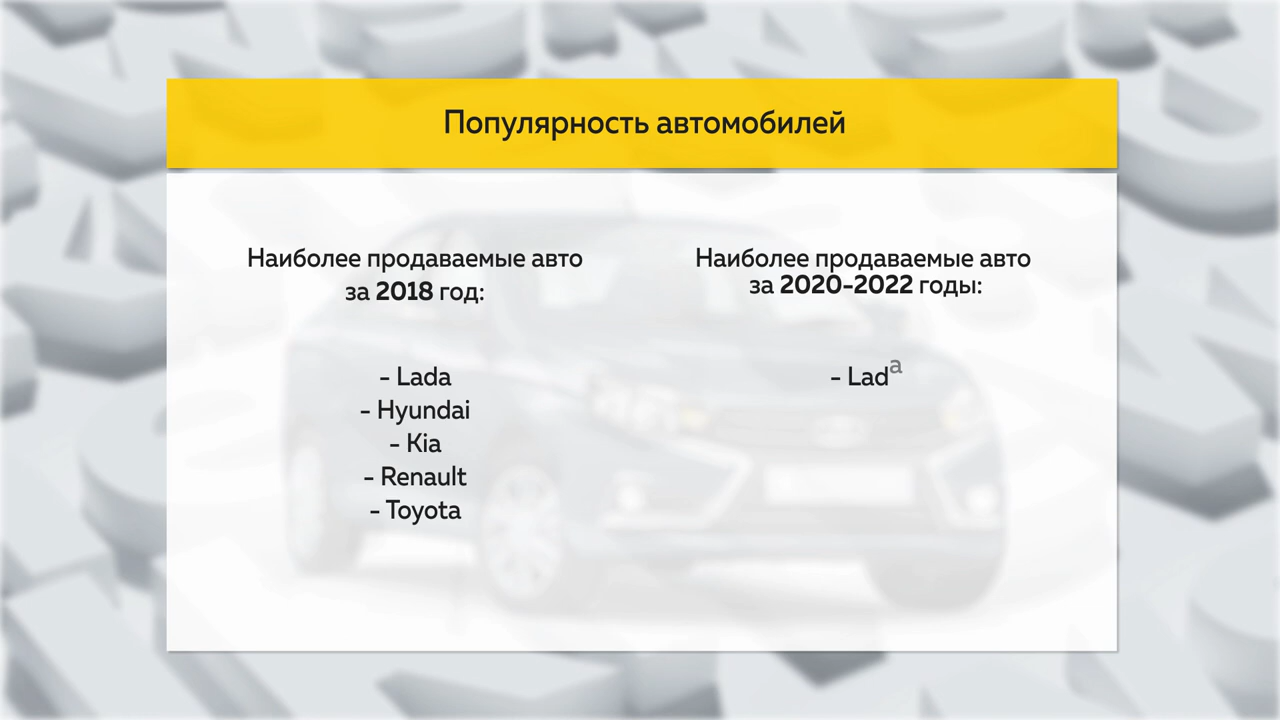 Популярность автомобилей
Наиболее продаваемые авто
за 2018 год:
- Lada
- Hyundai
- Kia
- Renault
- Toyota
Наиболее продаваемые авто
за 2020-2022 годы:
- Lada